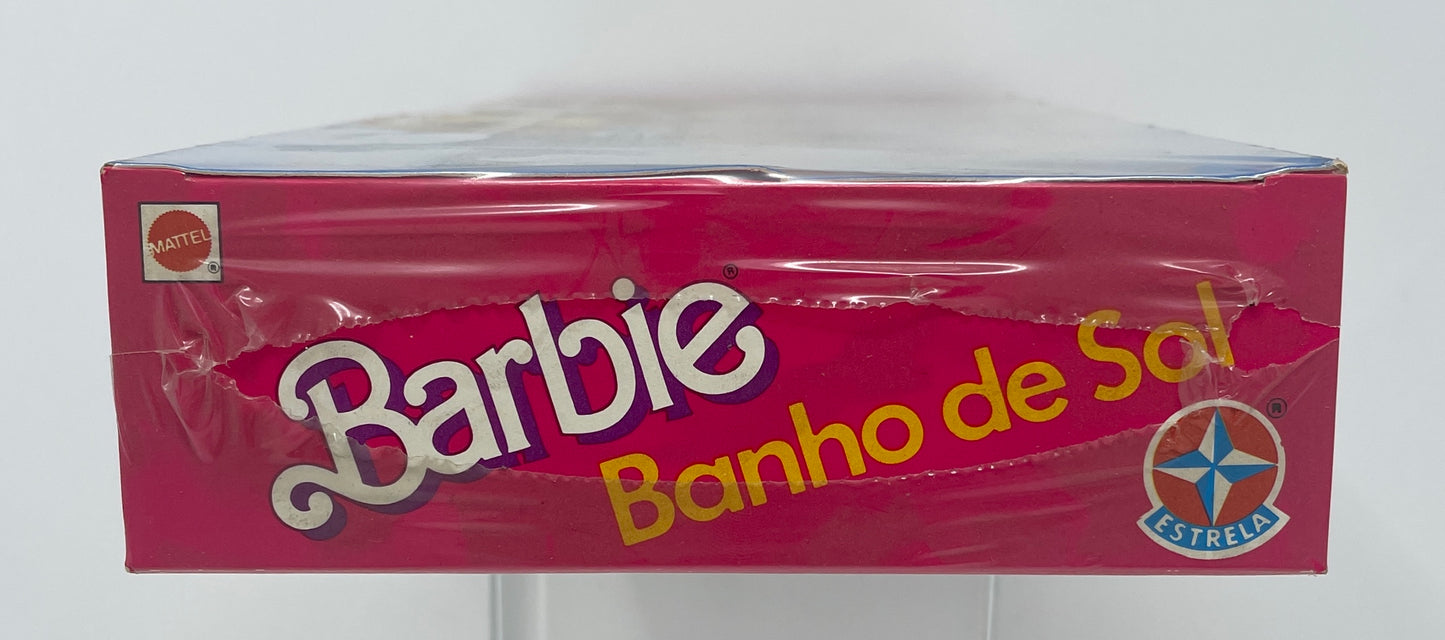 MATTEL
®
Barbie®
Banho de Sol
®
ESTRELA